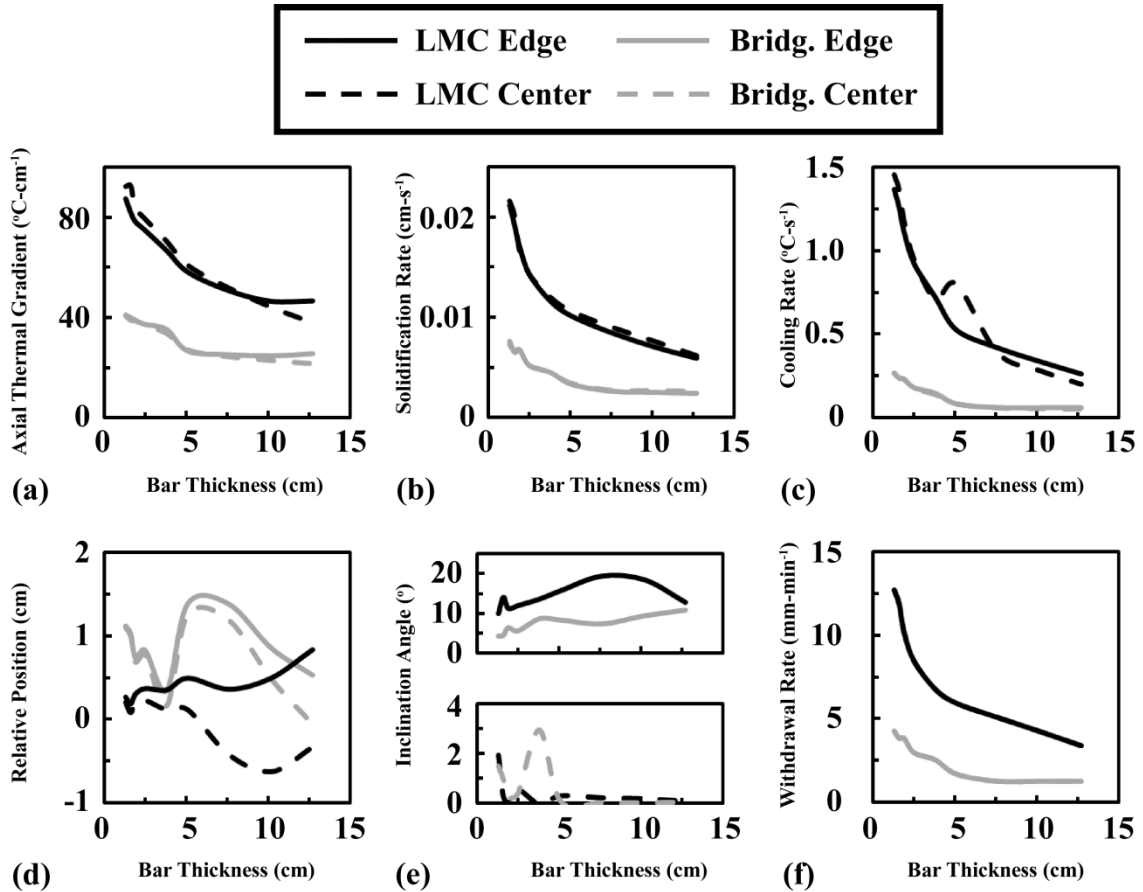 LMC Edge
Bridg. Edge
LMC Center
Bridg. Center
Axial Thermal Gradient (°C-cm⁻¹)
80
40
0
0
5
10
15
Bar Thickness (cm)
(a)
Solidification Rate (cm-s⁻¹)
0.02
0.01
0
0
5
10
15
Bar Thickness (cm)
(b)
Cooling Rate (°C-s⁻¹)
1.5
1.0
0.5
0
0
5
10
15
Bar Thickness (cm)
(c)
Relative Position (cm)
2
1
0
-1
0
5
10
15
Bar Thickness (cm)
(d)
Inclination Angle (°)
20
10
0
4
2
0
0
5
10
15
Bar Thickness (cm)
(e)
Withdrawal Rate (mm-min⁻¹)
15
10
5
0
0
5
10
15
Bar Thickness (cm)
(f)